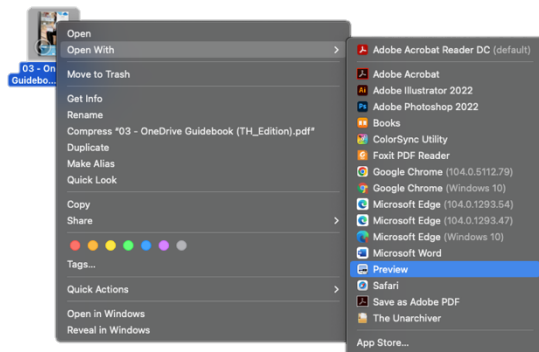 03 - On
Guidebo...
Open
Open With
Move to Trash
Get Info
Rename
Compress "03 - OneDrive Guidebook (TH_Edition).pdf"
Duplicate
Make Alias
Quick Look
Copy
Share
Tags...
Quick Actions
Open in Windows
Reveal in Windows
Adobe Acrobat Reader DC (default)
Adobe Acrobat
Adobe Illustrator 2022
Adobe Photoshop 2022
Books
ColorSync Utility
Foxit PDF Reader
Google Chrome (104.0.5112.79)
Google Chrome (Windows 10)
Microsoft Edge (104.0.1293.54)
Microsoft Edge (104.0.1293.47)
Microsoft Edge (Windows 10)
Microsoft Word
Preview
Safari
Save as Adobe PDF
The Unarchiver
App Store...